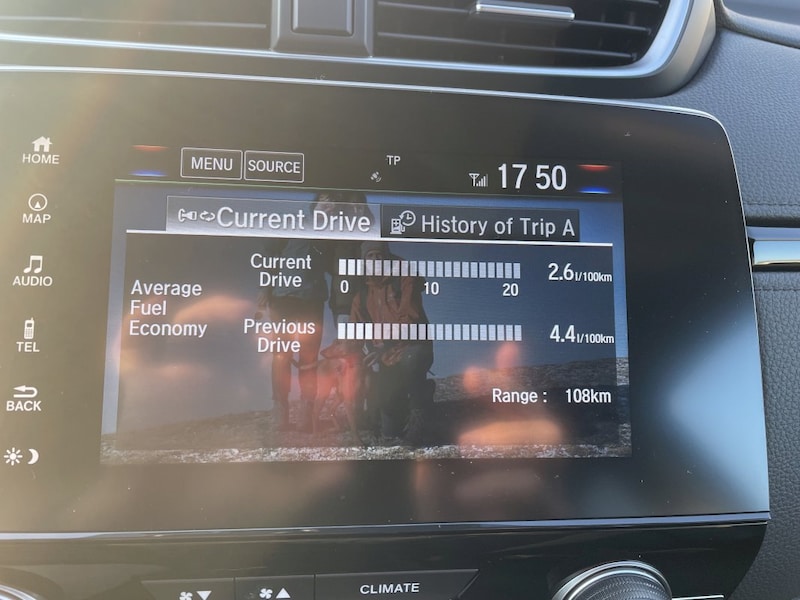 HOME
MAP
AUDIO
TEL
BACK
MENU SOURCE TP 17 50
Current Drive History of Trip A
Average
Fuel
Economy
Current
Drive
0 10 20
2.6 l/100km
Previous
Drive
4.4 l/100km
Range : 108km
CLIMATE